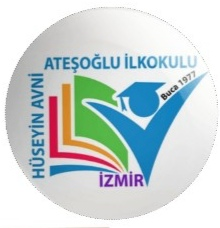 HÜSEYİN AVNİ
ATEŞOĞLU İLKOKULU
Buca 1977
İZMİR